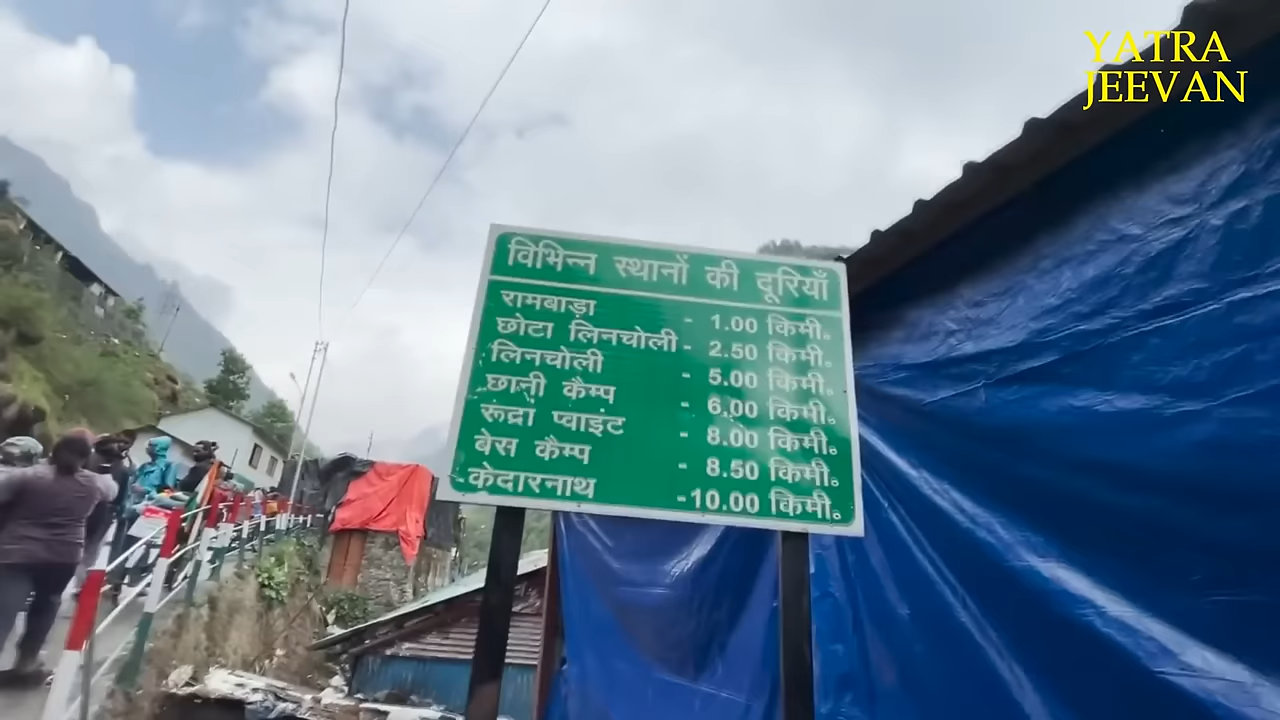 YATRA
JEEVAN
विभिन्न स्थानों की दूरियाँ
रामबाड़ा - 1.00 किमी॰
छोटा लिनचोली - 2.50 किमी॰
लिनचोली - 5.00 किमी॰
छानी कैम्प - 6.00 किमी॰
रूद्रा प्वाइंट - 8.00 किमी॰
बेस कैम्प - 8.50 किमी॰
केदारनाथ - 10.00 किमी॰